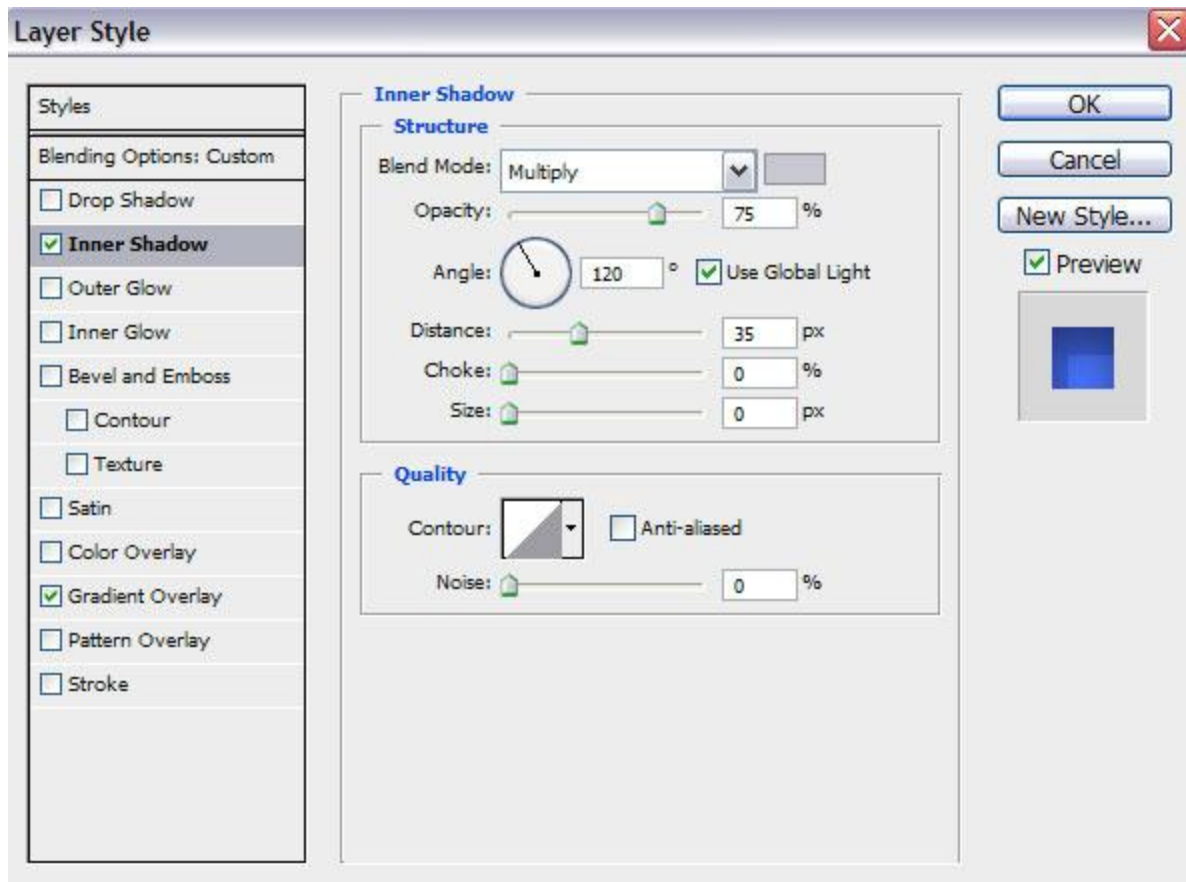 Layer Style
Styles
Blending Options: Custom
Drop Shadow
Inner Shadow
Outer Glow
Inner Glow
Bevel and Emboss
Contour
Texture
Satin
Color Overlay
Gradient Overlay
Pattern Overlay
Stroke
Inner Shadow
Structure
Blend Mode: Multiply
Opacity: 75 %
Angle: 120 ° Use Global Light
Distance: 35 px
Choke: 0 %
Size: 0 px
Quality
Contour: Anti-aliased
Noise: 0 %
OK
Cancel
New Style...
Preview